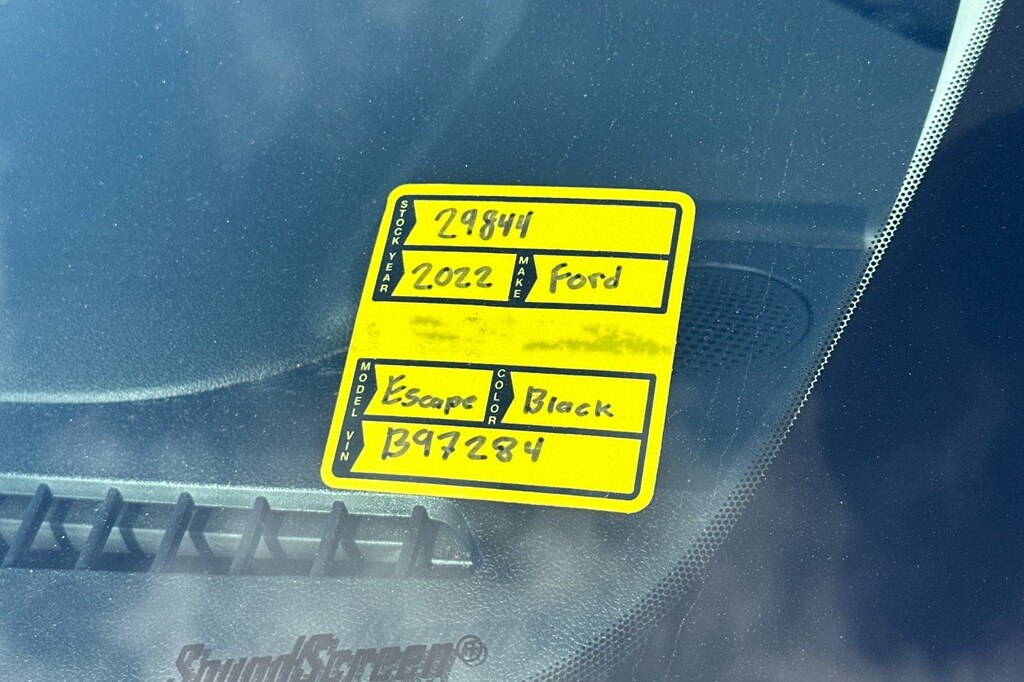 STOCK 29844
YEAR 2022 MAKE Ford
MODEL Escape COLOR Black
VIN B97284
SoundScreen®